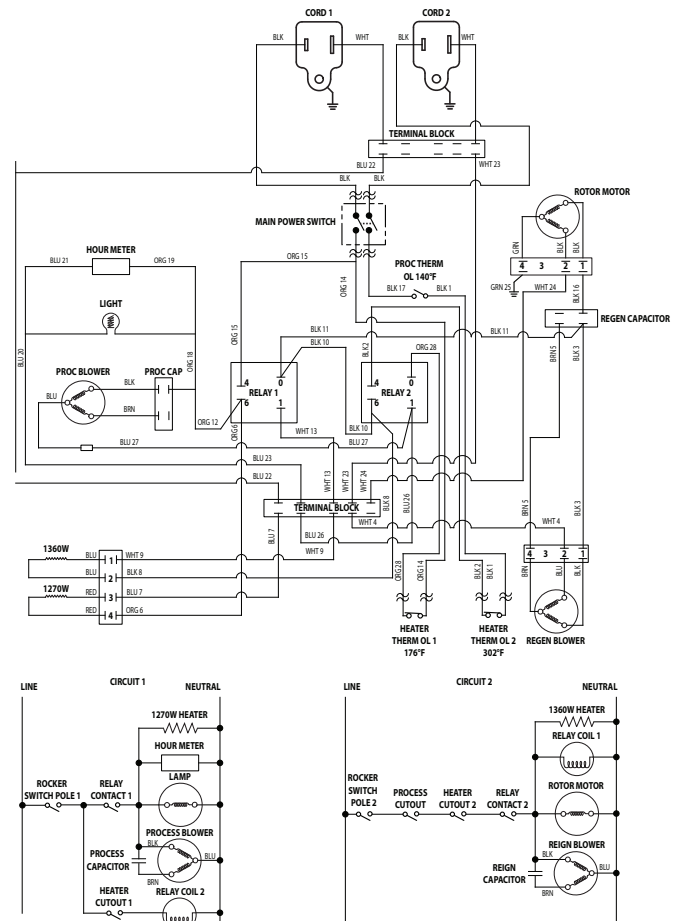 CORD 1
CORD 2
BLK
WHT
BLK
WHT
TERMINAL BLOCK
BLU 22
WHT 23
BLK
BLK
MAIN POWER SWITCH
ROTOR MOTOR
GRN
BLK
BLK
4 3 2 1
GRN 25
WHT 24
BLK 16
REGEN CAPACITOR
HOUR METER
BLU 21
ORG 19
ORG 15
ORG 14
PROC THERM
OL 140°F
BLK 17
BLK 1
LIGHT
BLU 20
ORG 18
ORG 15
BLK 11
BLK 10
BLK2
ORG 28
BLK 11
BRN5
BLK 3
PROC BLOWER
PROC CAP
BLK
BLU
BRN
BLU 27
ORG 12
ORG6
4 0
RELAY 1
6 1
4 0
RELAY 2
6 1
WHT 13
BLK 10
BLU 27
BLU 23
BLU 22
WHT 13
WHT 23
WHT 24
BLK 8
BLU26
TERMINAL BLOCK
BLU 7
BLU 26
WHT 9
WHT 4
BRN 5
WHT 4
BLK 3
1360W
BLU
1
WHT 9
BLU
2
BLK 8
1270W
RED
3
BLU 7
RED
4
ORG 6
ORG28
ORG14
BLK2
BLK1
4 3 2 1
BRN
BLU
BLK
HEATER
THERM OL 1
176°F
HEATER
THERM OL 2
302°F
REGEN BLOWER
LINE
CIRCUIT 1
NEUTRAL
1270W HEATER
HOUR METER
LAMP
ROCKER
SWITCH POLE 1
RELAY
CONTACT 1
PROCESS BLOWER
BLK
BLU
PROCESS
CAPACITOR
BRN
HEATER
CUTOUT 1
RELAY COIL 2
LINE
CIRCUIT 2
NEUTRAL
1360W HEATER
RELAY COIL 1
ROCKER
SWITCH
POLE 2
PROCESS
CUTOUT
HEATER
CUTOUT 2
RELAY
CONTACT 2
ROTOR MOTOR
REIGN BLOWER
BLK
BLU
REIGN
CAPACITOR
BRN